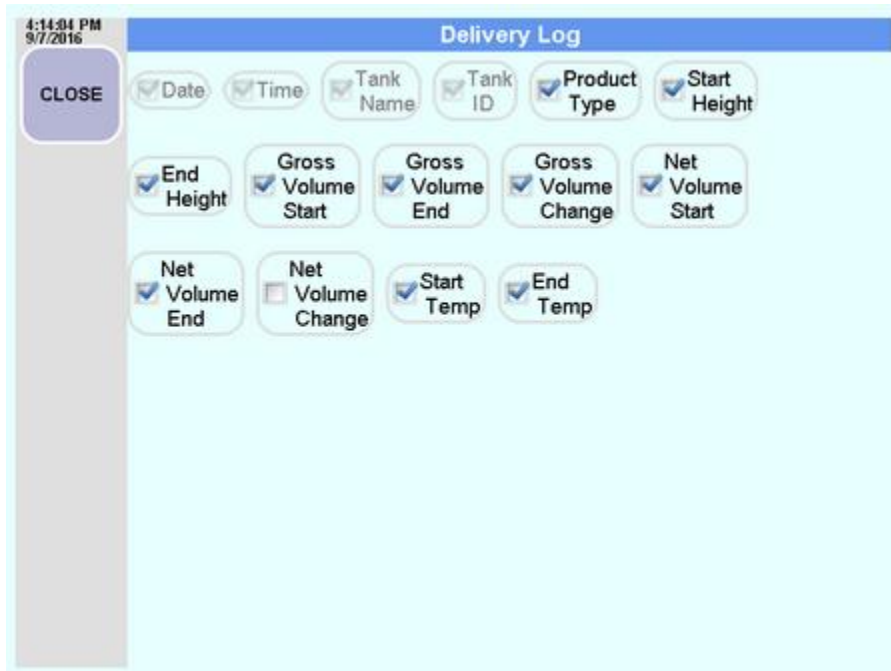 4:14:04 PM
9/7/2016
Delivery Log
CLOSE
Date
Time
Tank
Name
Tank
ID
Product
Type
Start
Height
End
Height
Gross
Volume
Start
Gross
Volume
End
Gross
Volume
Change
Net
Volume
Start
Net
Volume
End
Net
Volume
Change
Start
Temp
End
Temp